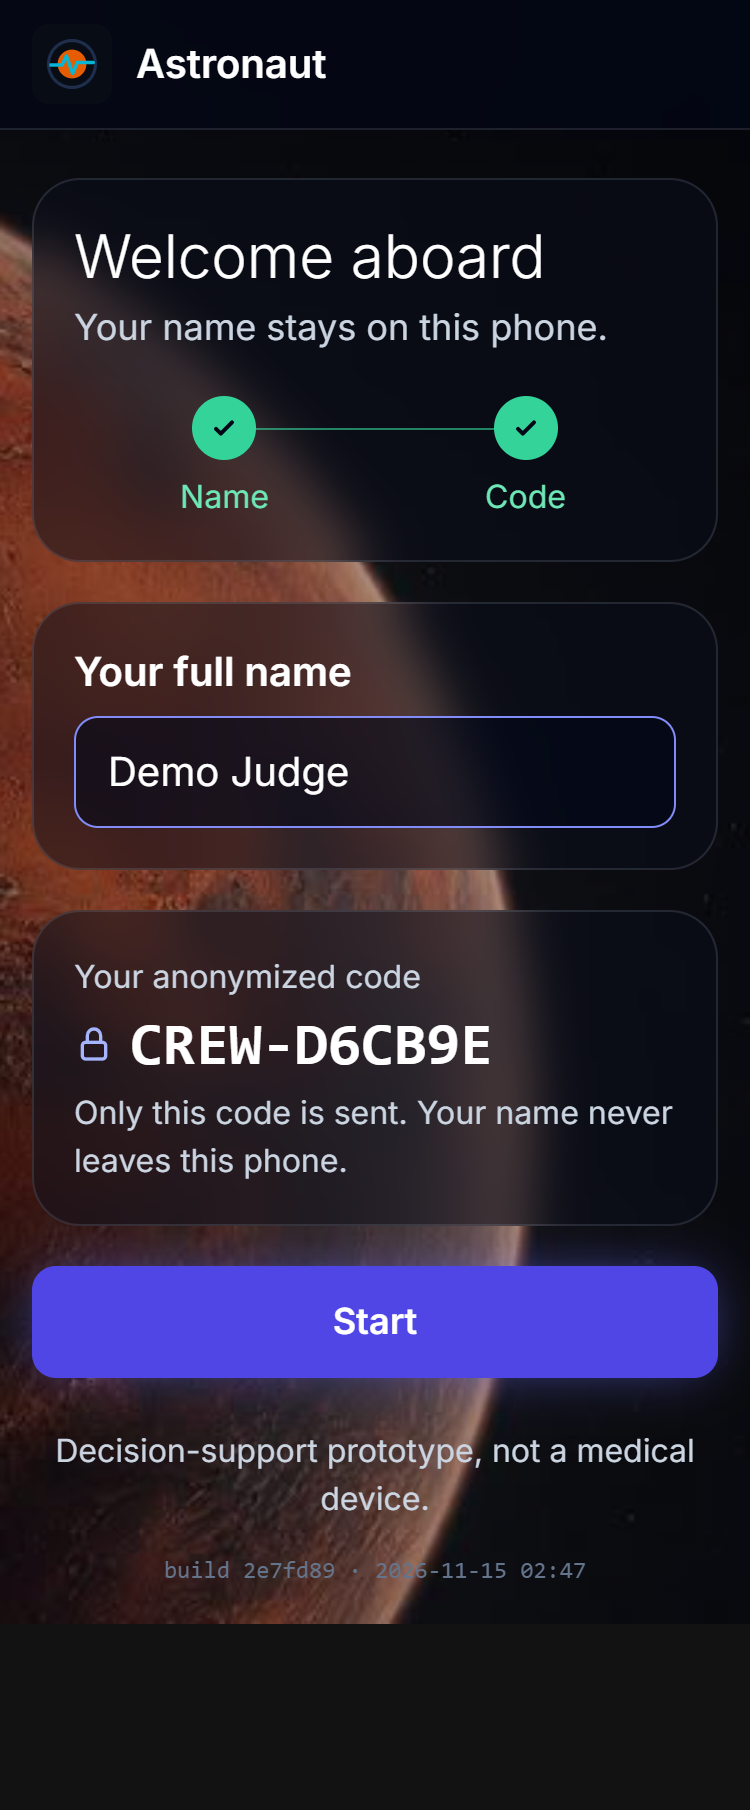 Astronaut
Welcome aboard
Your name stays on this phone.
Name
Code
Your full name
Demo Judge
Your anonymized code
CREW-D6CB9E
Only this code is sent. Your name never
leaves this phone.
Start
Decision-support prototype, not a medical
device.
build 2e7fd89 · 2026-11-15 02:47